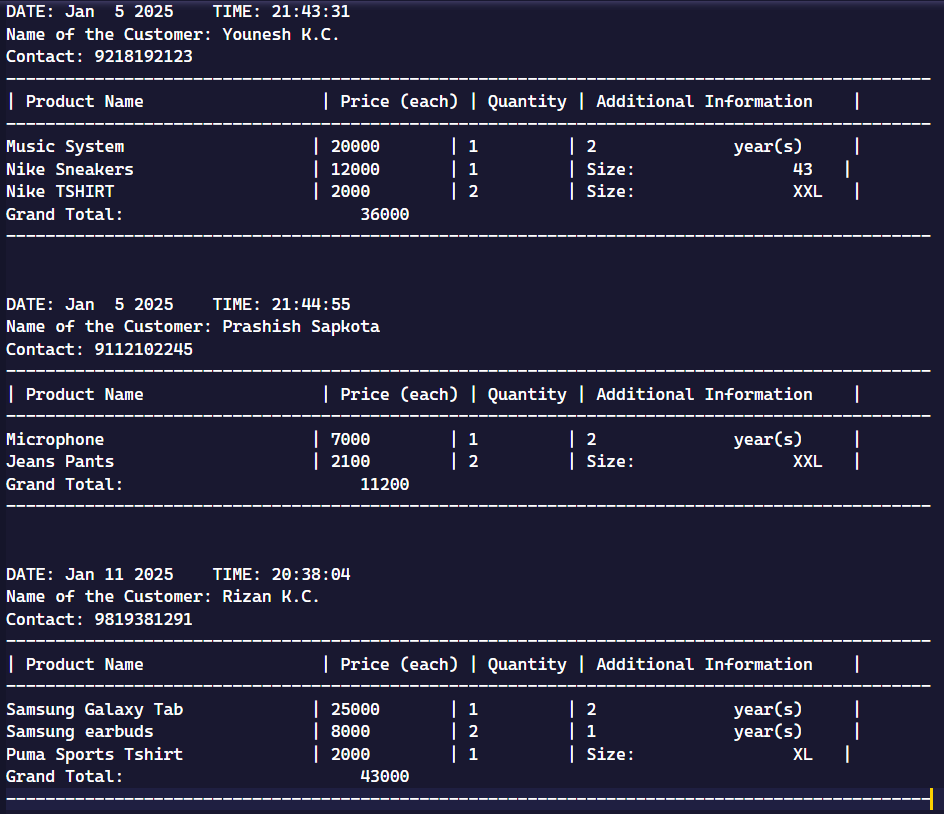 DATE: Jan  5 2025    TIME: 21:43:31
Name of the Customer: Younesh K.C.
Contact: 9218192123
----------------------------------------------------------------------------------------------
| Product Name                  | Price (each) | Quantity | Additional Information    |
----------------------------------------------------------------------------------------------
Music System                   | 20000       | 1         | 2              year(s)     |
Nike Sneakers                  | 12000       | 1         | Size:                43   |
Nike TSHIRT                    | 2000        | 2         | Size:                XXL   |
Grand Total:                        36000
----------------------------------------------------------------------------------------------
DATE: Jan  5 2025    TIME: 21:44:55
Name of the Customer: Prashish Sapkota
Contact: 9112102245
----------------------------------------------------------------------------------------------
| Product Name                  | Price (each) | Quantity | Additional Information    |
----------------------------------------------------------------------------------------------
Microphone                     | 7000        | 1         | 2              year(s)     |
Jeans Pants                    | 2100        | 2         | Size:                XXL   |
Grand Total:                        11200
----------------------------------------------------------------------------------------------
DATE: Jan 11 2025    TIME: 20:38:04
Name of the Customer: Rizan K.C.
Contact: 9819381291
----------------------------------------------------------------------------------------------
| Product Name                  | Price (each) | Quantity | Additional Information    |
----------------------------------------------------------------------------------------------
Samsung Galaxy Tab             | 25000       | 1         | 2              year(s)     |
Samsung earbuds                | 8000        | 2         | 1              year(s)     |
Puma Sports Tshirt             | 2000        | 1         | Size:                XL   |
Grand Total:                        43000
----------------------------------------------------------------------------------------------